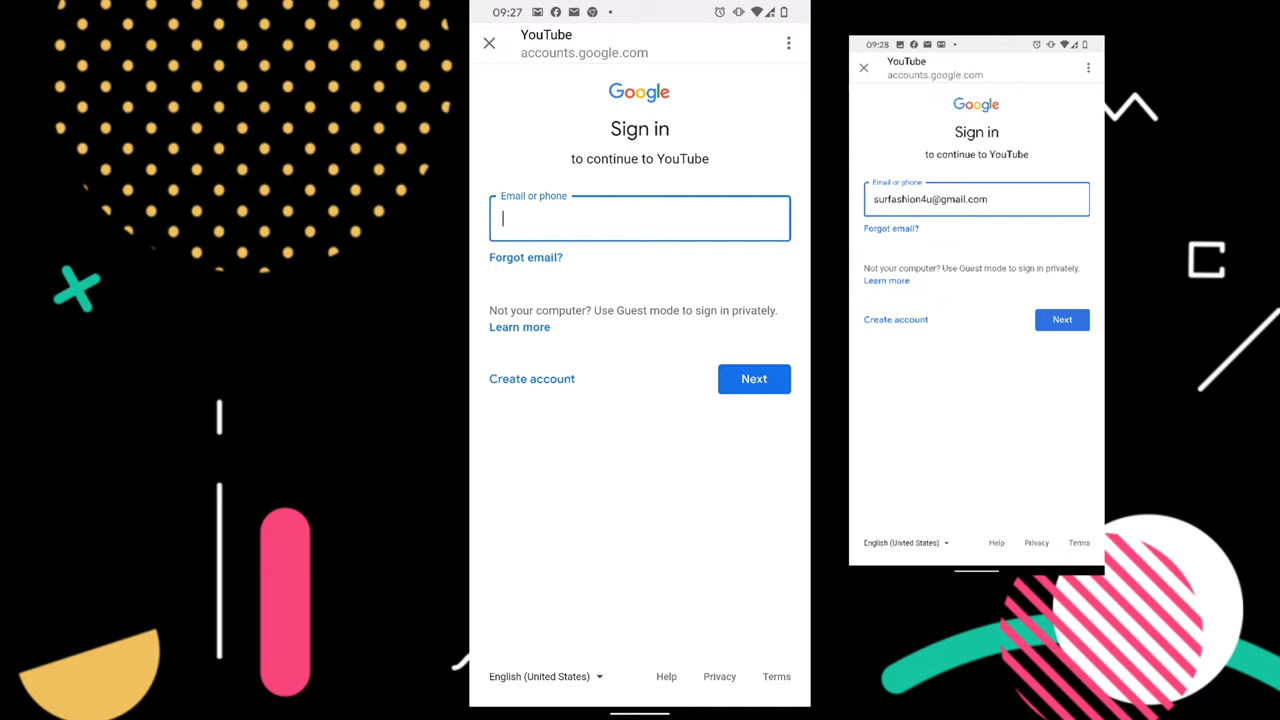 09:27
YouTube
accounts.google.com
Google
Sign in
to continue to YouTube
Email or phone
Forgot email?
Not your computer? Use Guest mode to sign in privately.
Learn more
Create account
Next
English (United States)
Help
Privacy
Terms
09:28
YouTube
accounts.google.com
Google
Sign in
to continue to YouTube
Email or phone
surfashion4u@gmail.com
Forgot email?
Not your computer? Use Guest mode to sign in privately.
Learn more
Create account
Next
English (United States)
Help
Privacy
Terms